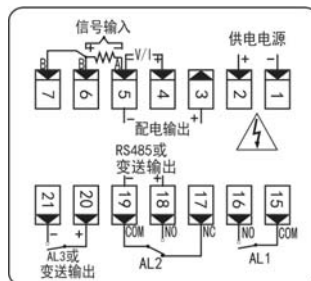 信号输入
供电电源
B
B
- +
A
V/I
- +
+ -
7
6
5
4
3
2
1
- 配电输出 +
RS485或
变送输出
- +
21
20
19
18
17
16
15
- +
COM
NO
NC
NO
COM
AL3或
变送输出
AL2
AL1